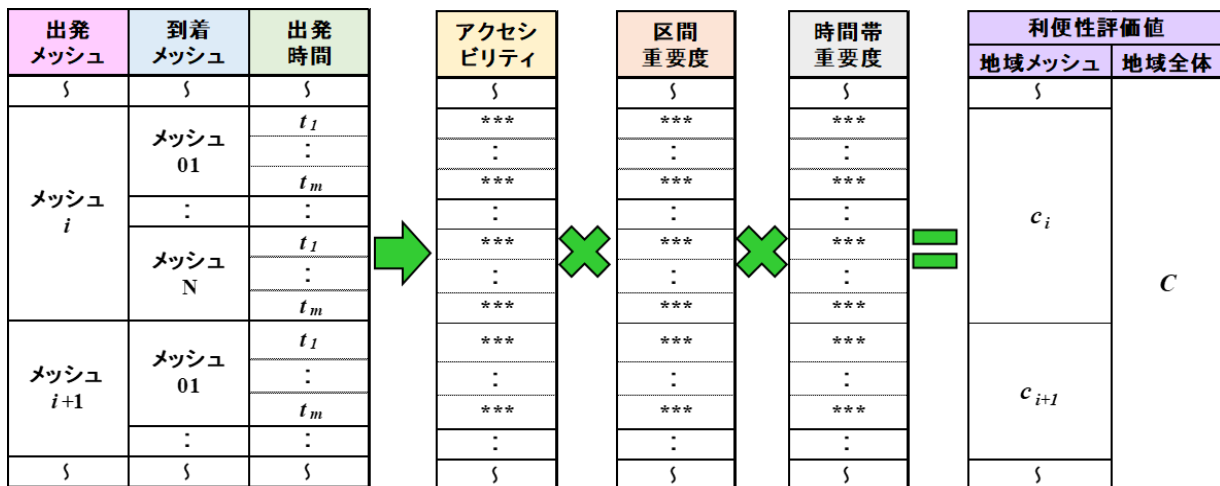 出発
メッシュ
到着
メッシュ
出発
時間
アクセシ
ビリティ
区間
重要度
時間帯
重要度
利便性評価値
地域メッシュ
地域全体
∽ ∽ ∽ ∽ ∽ ∽ ∽
メッシュ
i
メッシュ
01
t1 *** *** ***
: : : :
tm *** *** ***
: : : : :
メッシュ
N
t1 *** *** ***
: : : :
tm *** *** ***
ci
C
メッシュ
i+1
メッシュ
01
t1 *** *** ***
: : : :
tm *** *** ***
: : : : :
ci+1
∽ ∽ ∽ ∽ ∽ ∽ ∽